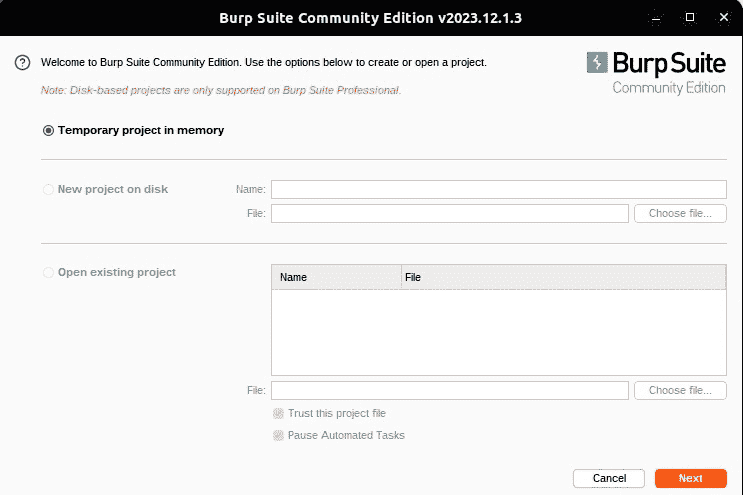 Burp Suite Community Edition v2023.12.1.3
Welcome to Burp Suite Community Edition. Use the options below to create or open a project.
Note: Disk-based projects are only supported on Burp Suite Professional.
Burp Suite
Community Edition
Temporary project in memory
New project on disk
Name:
File:
Choose file...
Open existing project
Name
File
File:
Choose file...
Trust this project file
Pause Automated Tasks
Cancel
Next